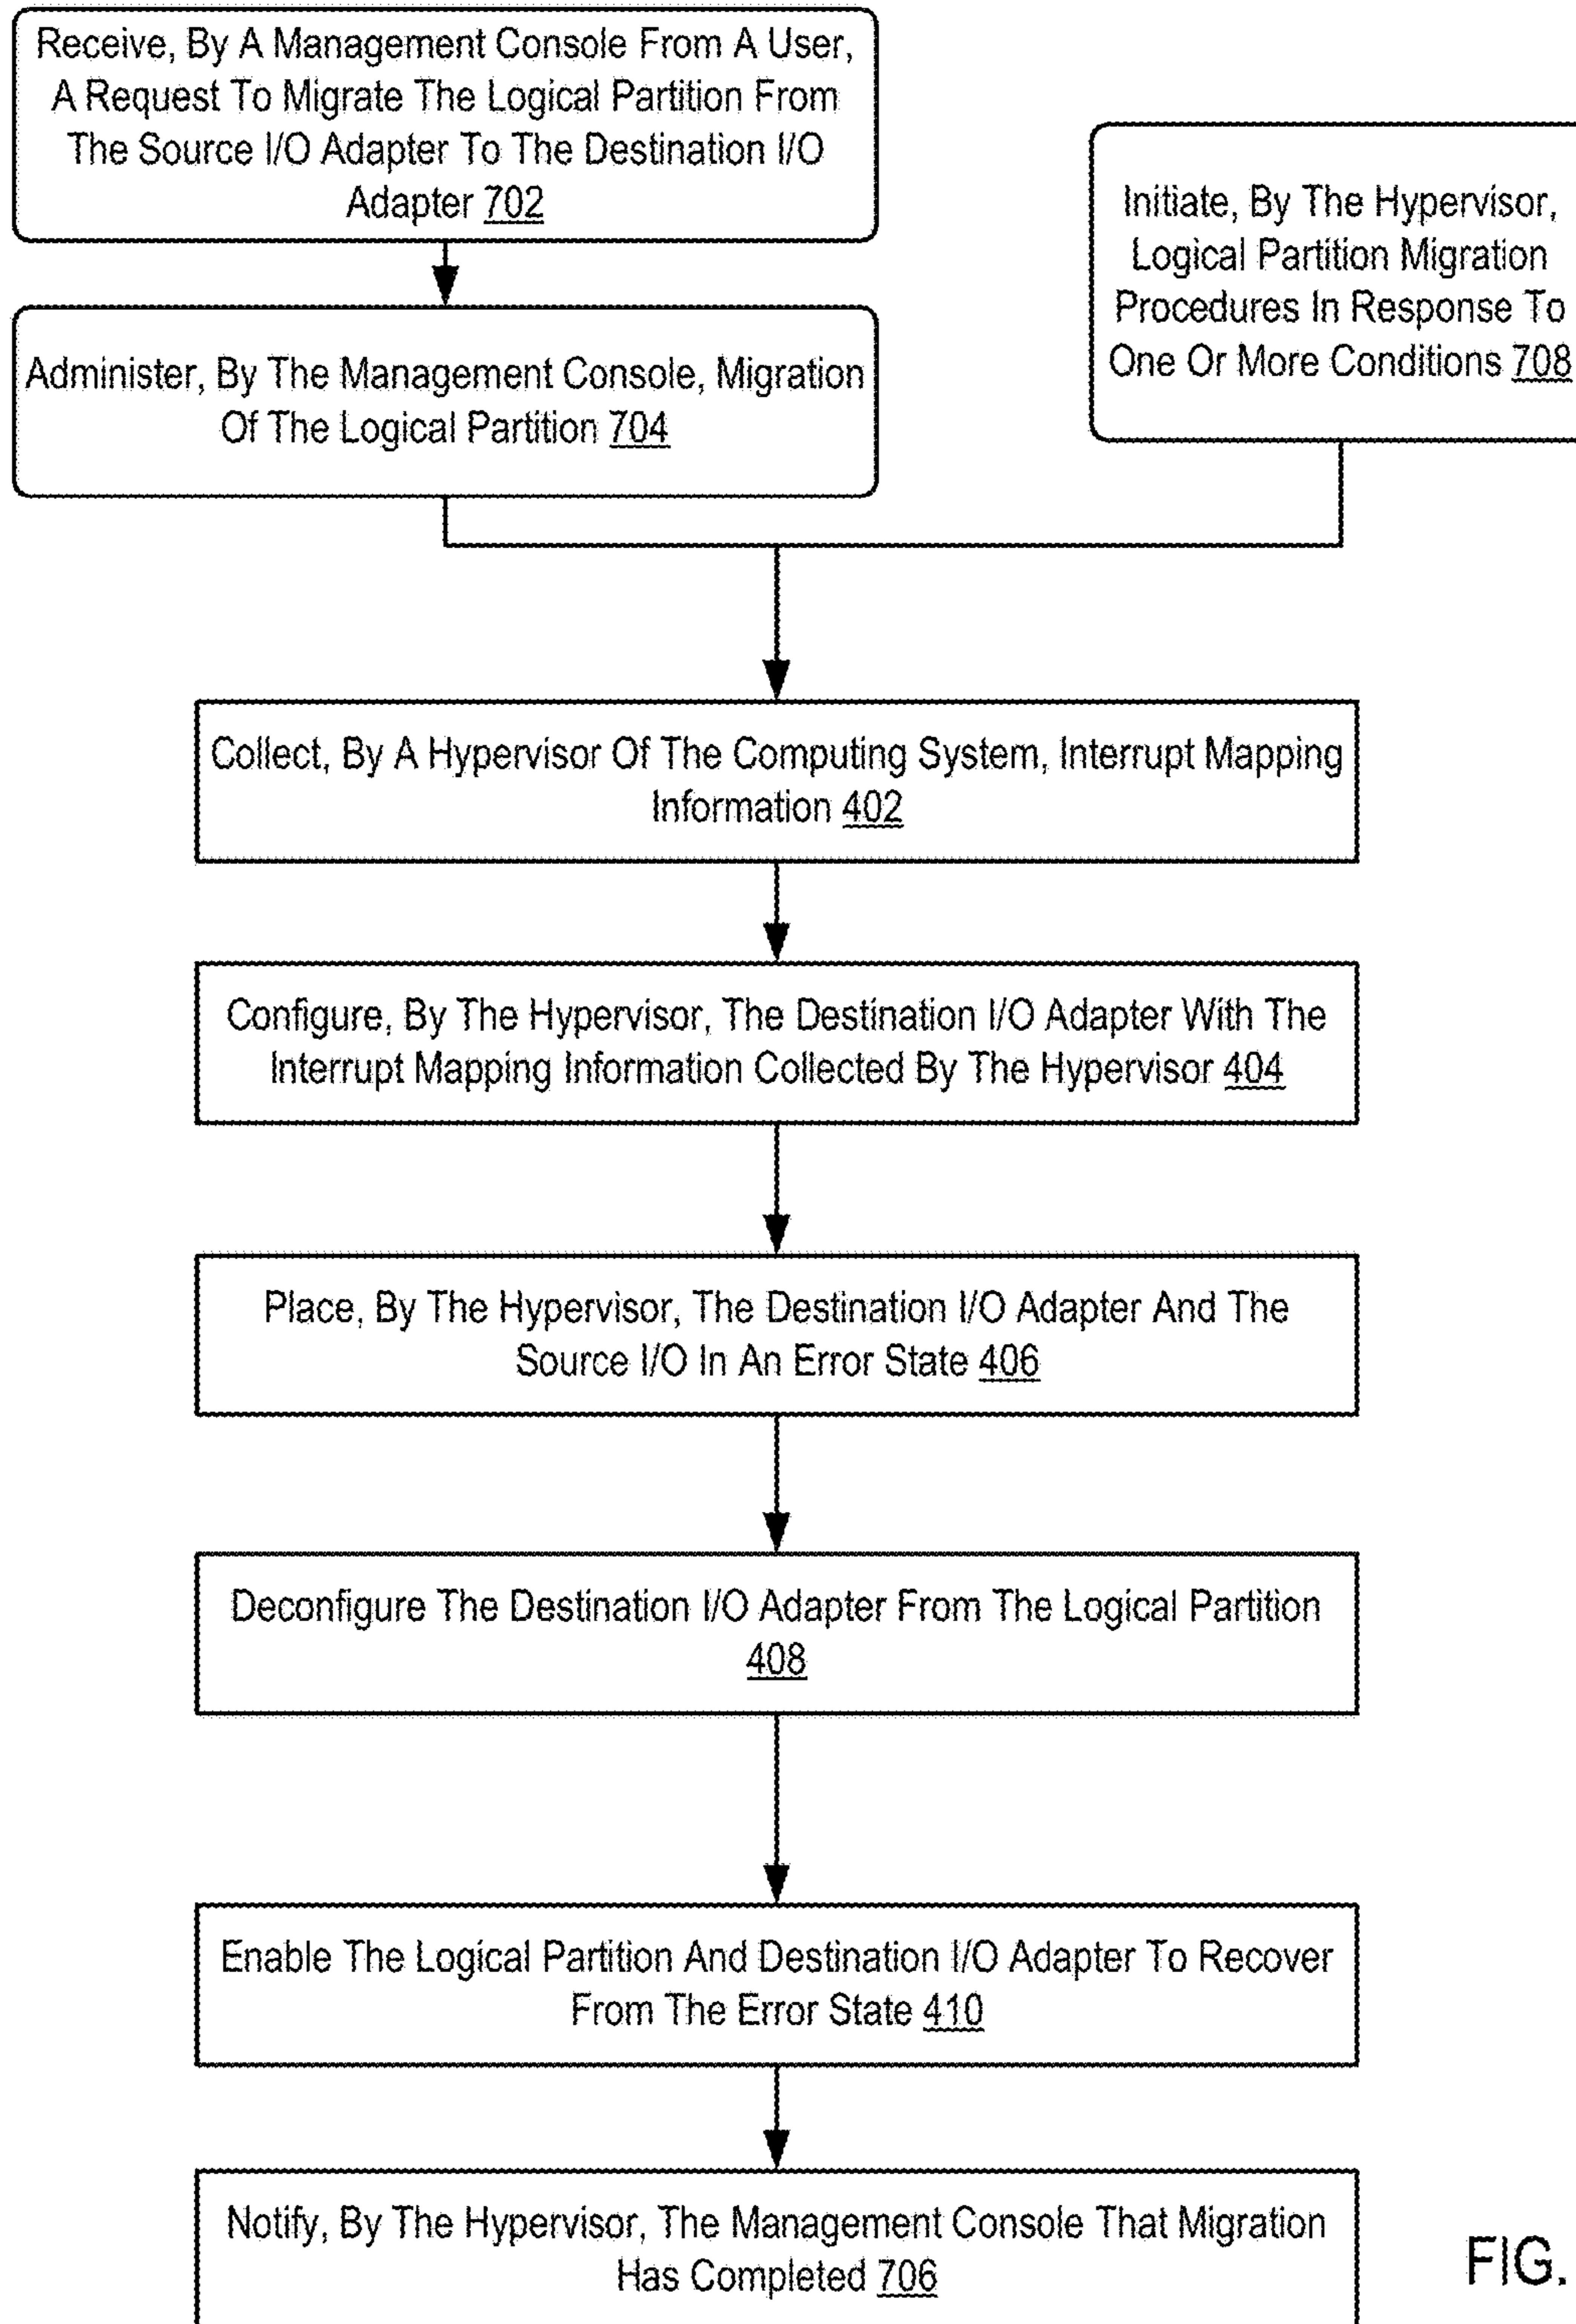 Receive, By A Management Console From A User,
A Request To Migrate The Logical Partition From
The Source I/O Adapter To The Destination I/O
Adapter 702
Initiate, By The Hypervisor,
Logical Partition Migration
Procedures In Response To
One Or More Conditions 708
Administer, By The Management Console, Migration
Of The Logical Partition 704
Collect, By A Hypervisor Of The Computing System, Interrupt Mapping
Information 402
Configure, By The Hypervisor, The Destination I/O Adapter With The
Interrupt Mapping Information Collected By The Hypervisor 404
Place, By The Hypervisor, The Destination I/O Adapter And The
Source I/O In An Error State 406
Deconfigure The Destination I/O Adapter From The Logical Partition
408
Enable The Logical Partition And Destination I/O Adapter To Recover
From The Error State 410
Notify, By The Hypervisor, The Management Console That Migration
Has Completed 706
FIG.